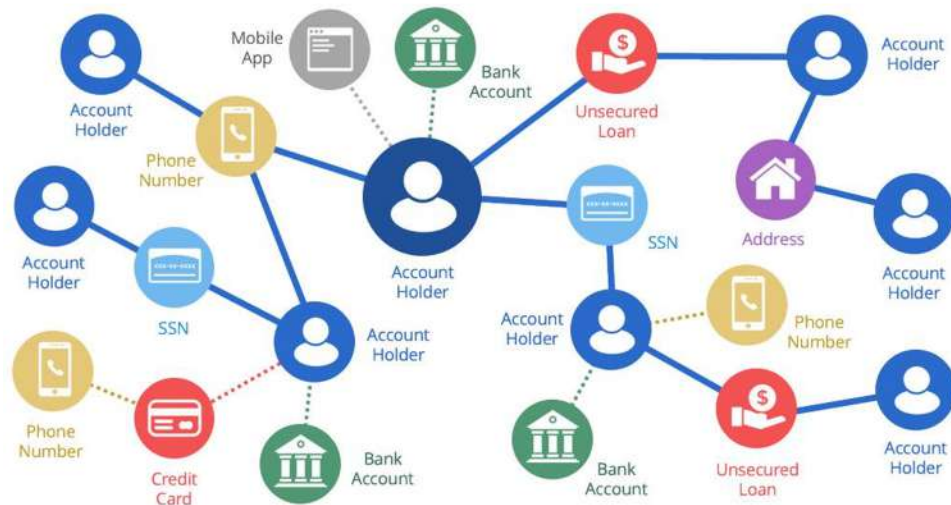 Mobile
App
Bank
Account
Account
Holder
Unsecured
Loan
Account
Holder
Phone
Number
Account
Holder
SSN
Account
Holder
SSN
Address
Account
Holder
Account
Holder
Account
Holder
Phone
Number
Phone
Number
Credit
Card
Bank
Account
Bank
Account
Unsecured
Loan
$
Account
Holder
$